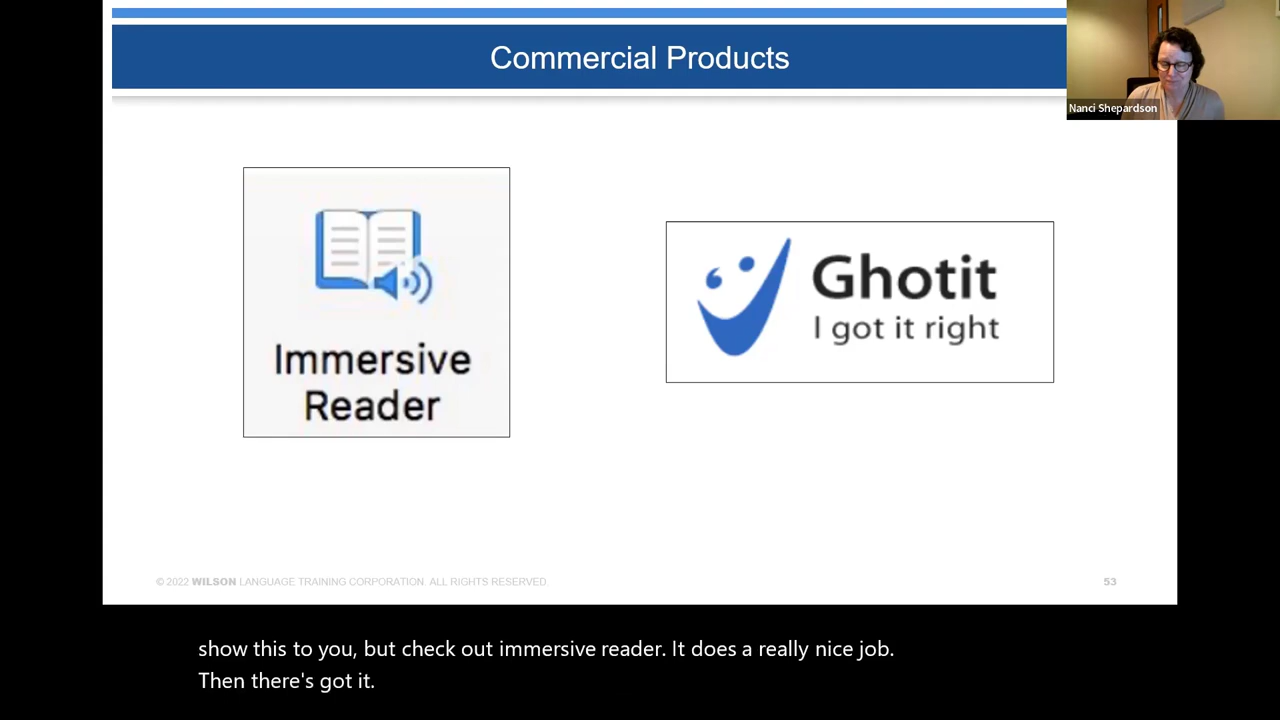 Commercial Products
Nanci Shepardson
Immersive
Reader
Ghotit
I got it right
© 2022 WILSON LANGUAGE TRAINING CORPORATION. ALL RIGHTS RESERVED.
53
show this to you, but check out immersive reader. It does a really nice job.
Then there's got it.